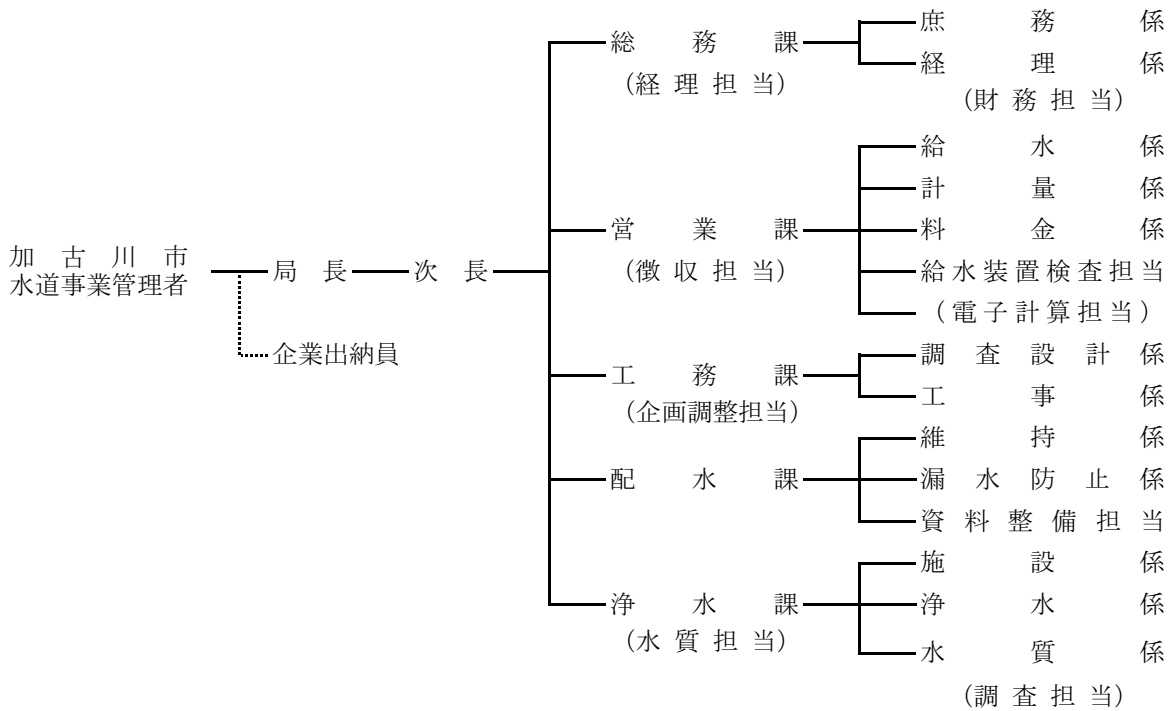 加古川市
水道事業管理者
局長
次長
企業出納員
総務課
（経理担当）
庶務係
経理係
（財務担当）
営業課
（徴収担当）
給水係
計量係
料金係
給水装置検査担当
（電子計算担当）
工務課
（企画調整担当）
調査設計係
工事係
配水課
維持係
漏水防止係
資料整備担当
浄水課
（水質担当）
施設係
浄水係
水質係
（調査担当）